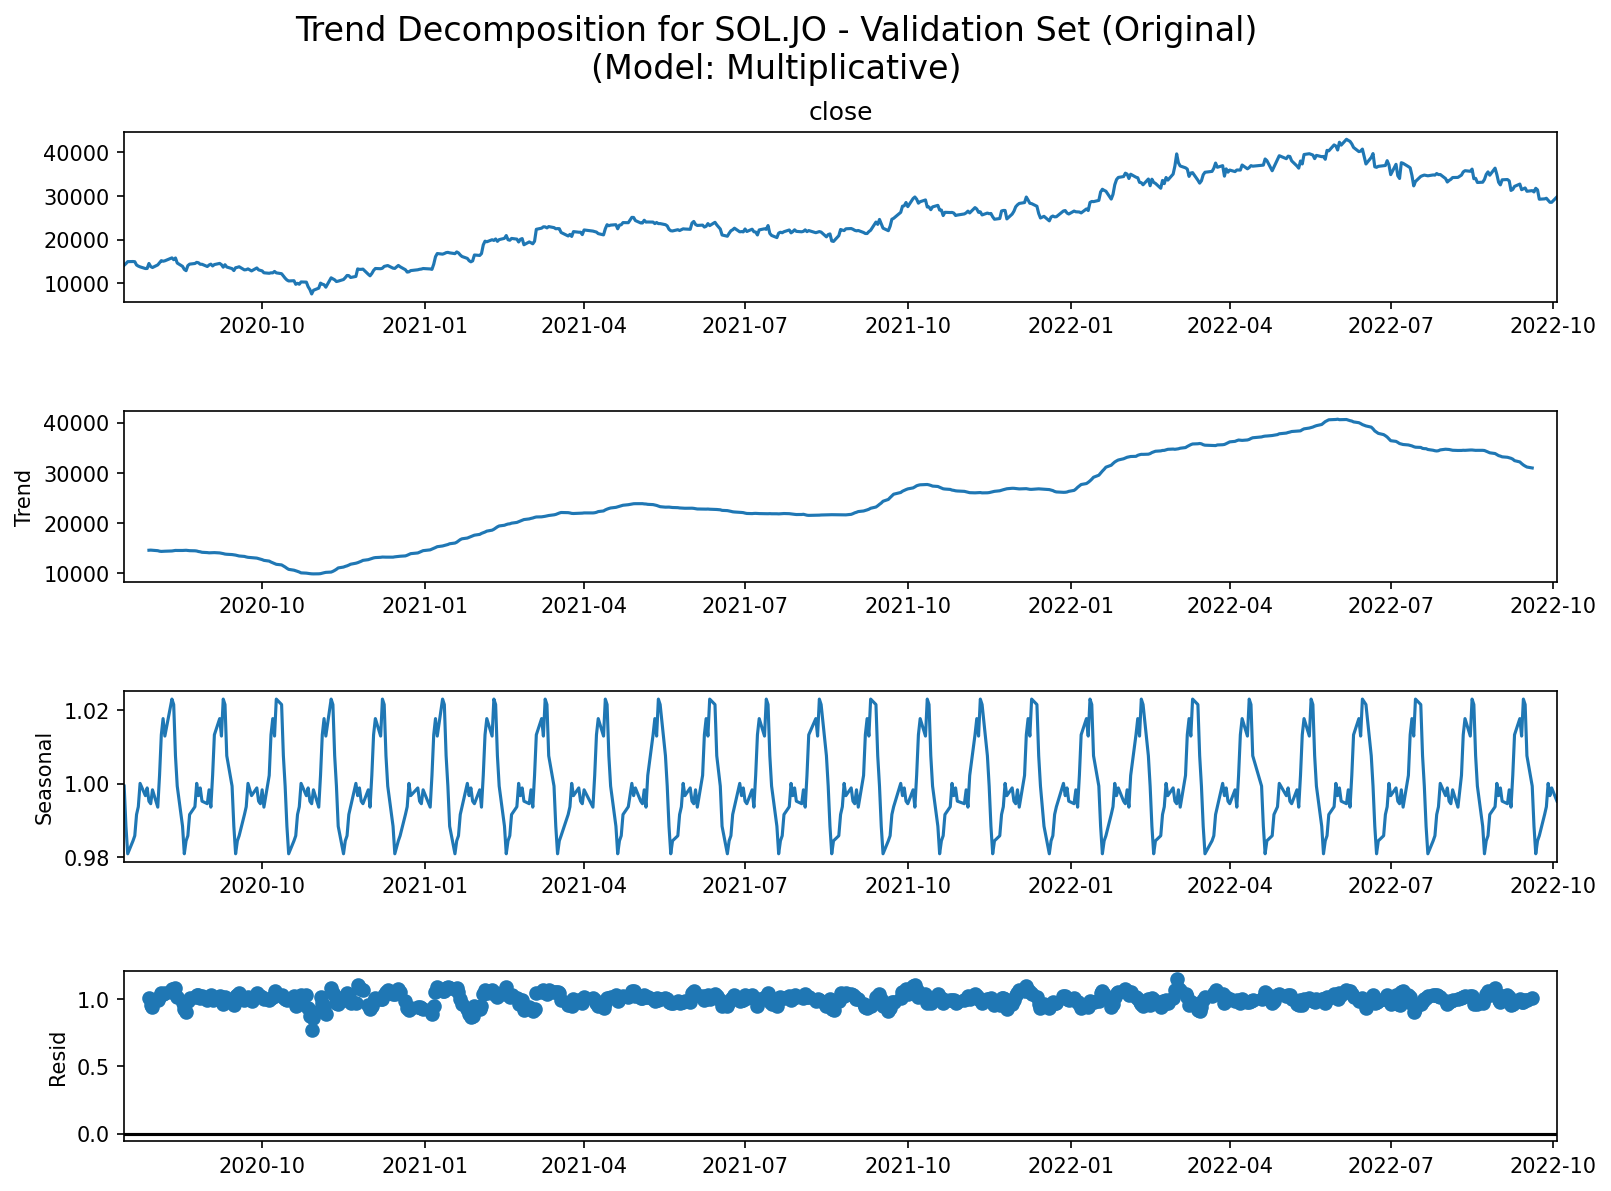 Trend Decomposition for SOL.JO - Validation Set (Original)
(Model: Multiplicative)
close
40000
30000
20000
10000
2020-10 2021-01 2021-04 2021-07 2021-10 2022-01 2022-04 2022-07 2022-10
Trend
40000
30000
20000
10000
2020-10 2021-01 2021-04 2021-07 2021-10 2022-01 2022-04 2022-07 2022-10
Seasonal
1.02
1.00
0.98
2020-10 2021-01 2021-04 2021-07 2021-10 2022-01 2022-04 2022-07 2022-10
Resid
1.0
0.5
0.0
2020-10 2021-01 2021-04 2021-07 2021-10 2022-01 2022-04 2022-07 2022-10